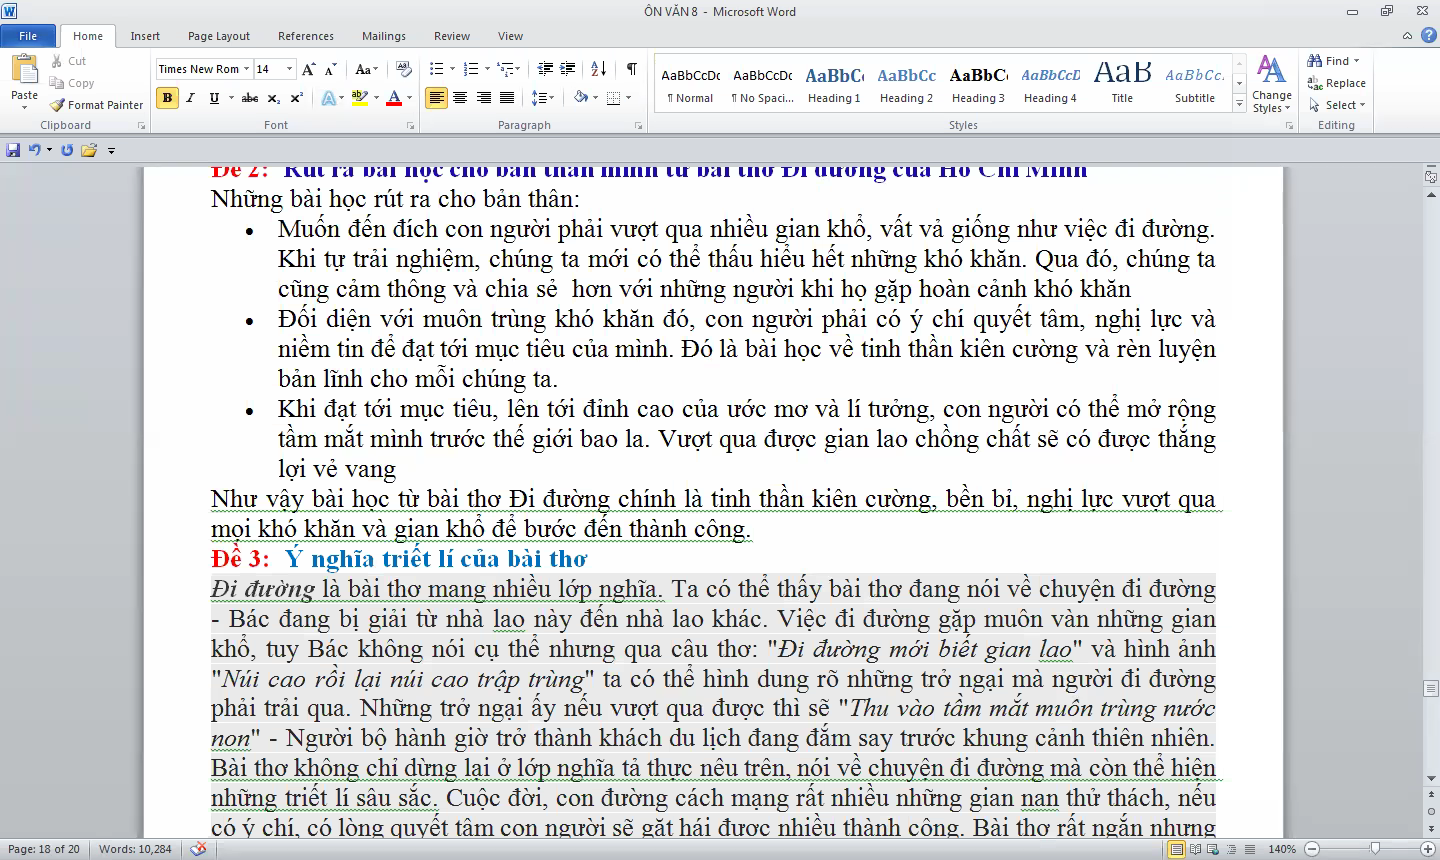 ÔN VĂN 8 - Microsoft Word
File Home Insert Page Layout References Mailings Review View
Cut
Copy
Format Painter
Paste
Clipboard
Times New Rom 14
Font
Paragraph
AaBbCcDc AaBbCcDc AaBbC AaBbCc AaBbCc AaBbCcD AaB AaBbCc.
¶ Normal ¶ No Spaci... Heading 1 Heading 2 Heading 3 Heading 4 Title Subtitle
Styles
Change Styles
Find
Replace
Select
Editing
Đề 2: Rút ra bài học cho bản thân mình từ bài thơ Đi đường của Hồ Chí Minh
Những bài học rút ra cho bản thân:
• Muốn đến đích con người phải vượt qua nhiều gian khổ, vất vả giống như việc đi đường.
Khi tự trải nghiệm, chúng ta mới có thể thấu hiểu hết những khó khăn. Qua đó, chúng ta
cũng cảm thông và chia sẻ  hơn với những người khi họ gặp hoàn cảnh khó khăn
• Đối diện với muôn trùng khó khăn đó, con người phải có ý chí quyết tâm, nghị lực và
niềm tin để đạt tới mục tiêu của mình. Đó là bài học về tinh thần kiên cường và rèn luyện
bản lĩnh cho mỗi chúng ta.
• Khi đạt tới mục tiêu, lên tới đỉnh cao của ước mơ và lí tưởng, con người có thể mở rộng
tầm mắt mình trước thế giới bao la. Vượt qua được gian lao chồng chất sẽ có được thắng
lợi vẻ vang
Như vậy bài học từ bài thơ Đi đường chính là tinh thần kiên cường, bền bỉ, nghị lực vượt qua
mọi khó khăn và gian khổ để bước đến thành công.
Đề 3: Ý nghĩa triết lí của bài thơ
Đi đường là bài thơ mang nhiều lớp nghĩa. Ta có thể thấy bài thơ đang nói về chuyện đi đường
- Bác đang bị giải từ nhà lao này đến nhà lao khác. Việc đi đường gặp muôn vàn những gian
khổ, tuy Bác không nói cụ thể nhưng qua câu thơ: "Đi đường mới biết gian lao" và hình ảnh
"Núi cao rồi lại núi cao trập trùng" ta có thể hình dung rõ những trở ngại mà người đi đường
phải trải qua. Những trở ngại ấy nếu vượt qua được thì sẽ "Thu vào tầm mắt muôn trùng nước
non" - Người bộ hành giờ trở thành khách du lịch đang đắm say trước khung cảnh thiên nhiên.
Bài thơ không chỉ dừng lại ở lớp nghĩa tả thực nêu trên, nói về chuyện đi đường mà còn thể hiện
những triết lí sâu sắc. Cuộc đời, con đường cách mạng rất nhiều những gian nan thử thách, nếu
có ý chí, có lòng quyết tâm con người sẽ gặt hái được nhiều thành công. Bài thơ rất ngắn nhưng
Page: 18 of 20 Words: 10,284 140%